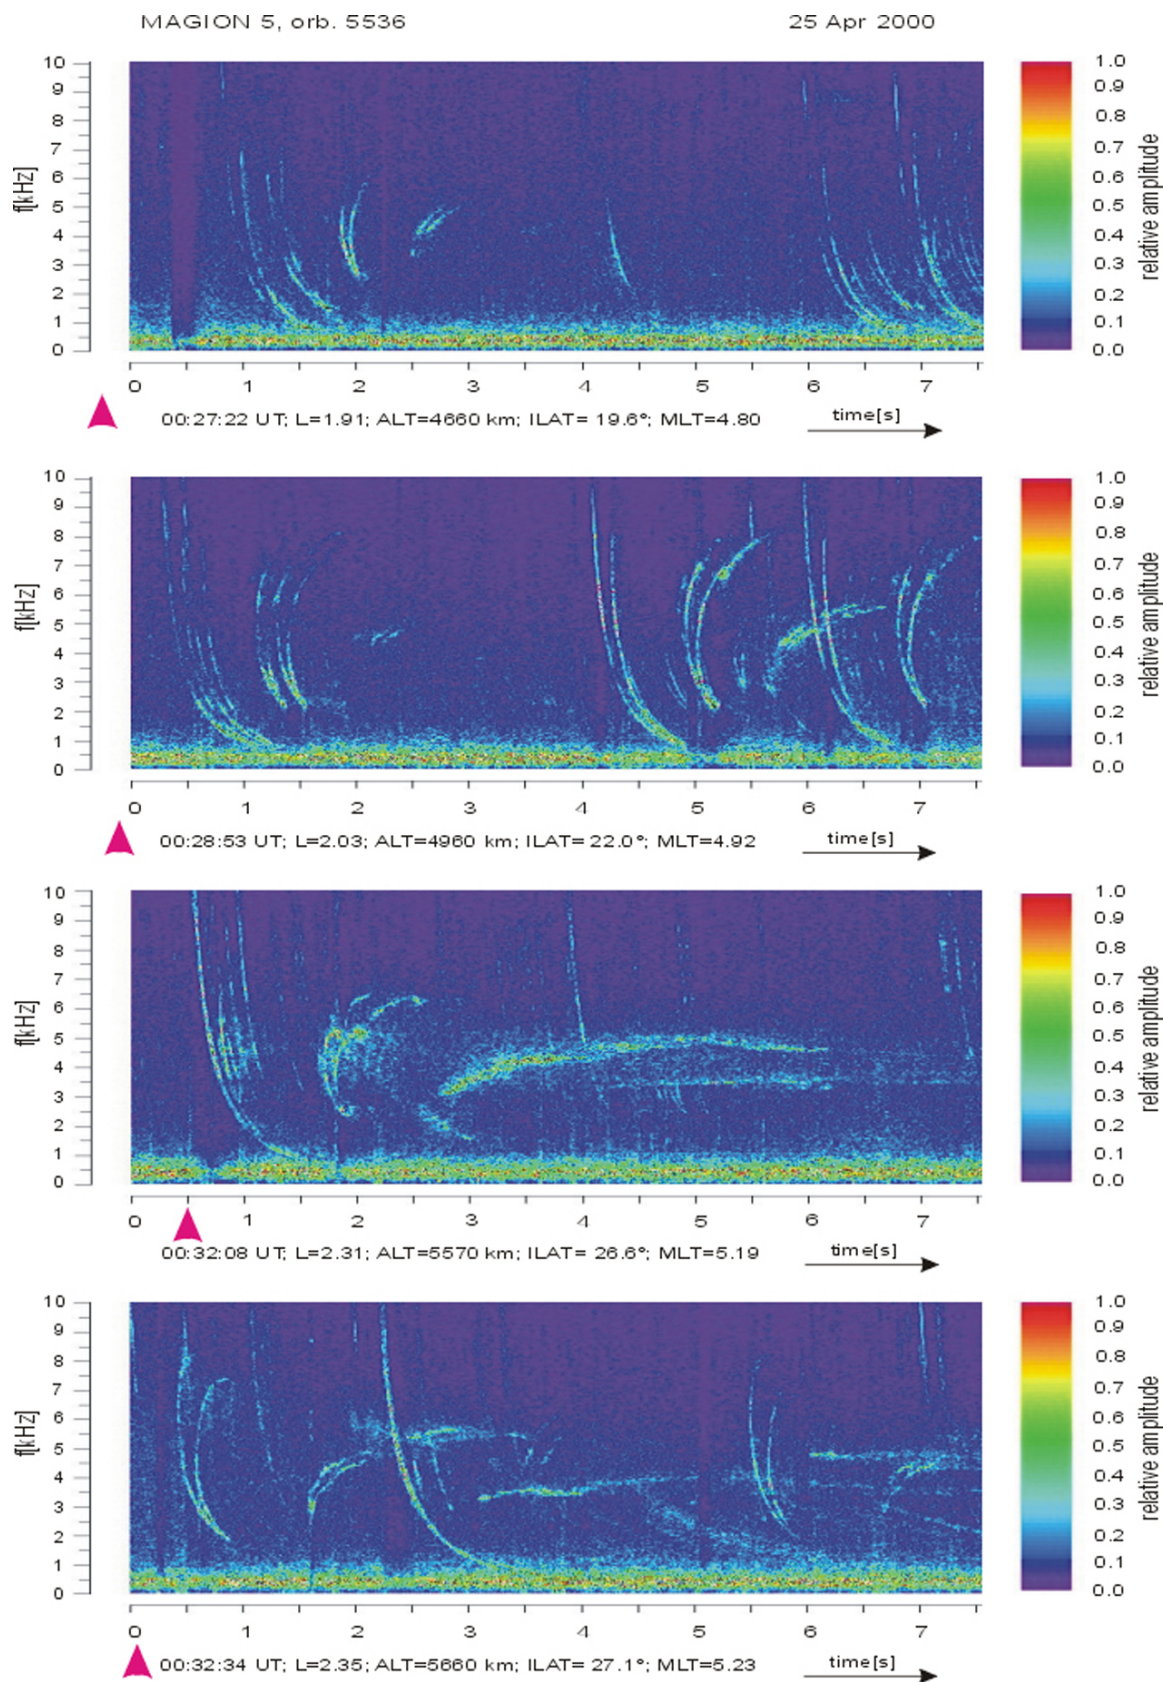 MAGION 5, orb. 5536 25 Apr 2000
10 1.0
9 0.9
8 0.8
7 0.7
6 0.6
5 0.5
4 0.4
3 0.3
2 0.2
1 0.1
0 0.0
f[kHz]
relative amplitude
0 1 2 3 4 5 6 7
00:27:22 UT; L=1.91; ALT=4660 km; ILAT= 19.6°; MLT=4.80 time[s]
10 1.0
9 0.9
8 0.8
7 0.7
6 0.6
5 0.5
4 0.4
3 0.3
2 0.2
1 0.1
0 0.0
f[kHz]
relative amplitude
0 1 2 3 4 5 6 7
00:28:53 UT; L=2.03; ALT=4960 km; ILAT= 22.0°; MLT=4.92 time[s]
10 1.0
9 0.9
8 0.8
7 0.7
6 0.6
5 0.5
4 0.4
3 0.3
2 0.2
1 0.1
0 0.0
f[kHz]
relative amplitude
0 1 2 3 4 5 6 7
00:32:08 UT; L=2.31; ALT=5570 km; ILAT= 26.6°; MLT=5.19 time[s]
10 1.0
9 0.9
8 0.8
7 0.7
6 0.6
5 0.5
4 0.4
3 0.3
2 0.2
1 0.1
0 0.0
f[kHz]
relative amplitude
0 1 2 3 4 5 6 7
00:32:34 UT; L=2.35; ALT=5660 km; ILAT= 27.1°; MLT=5.23 time[s]